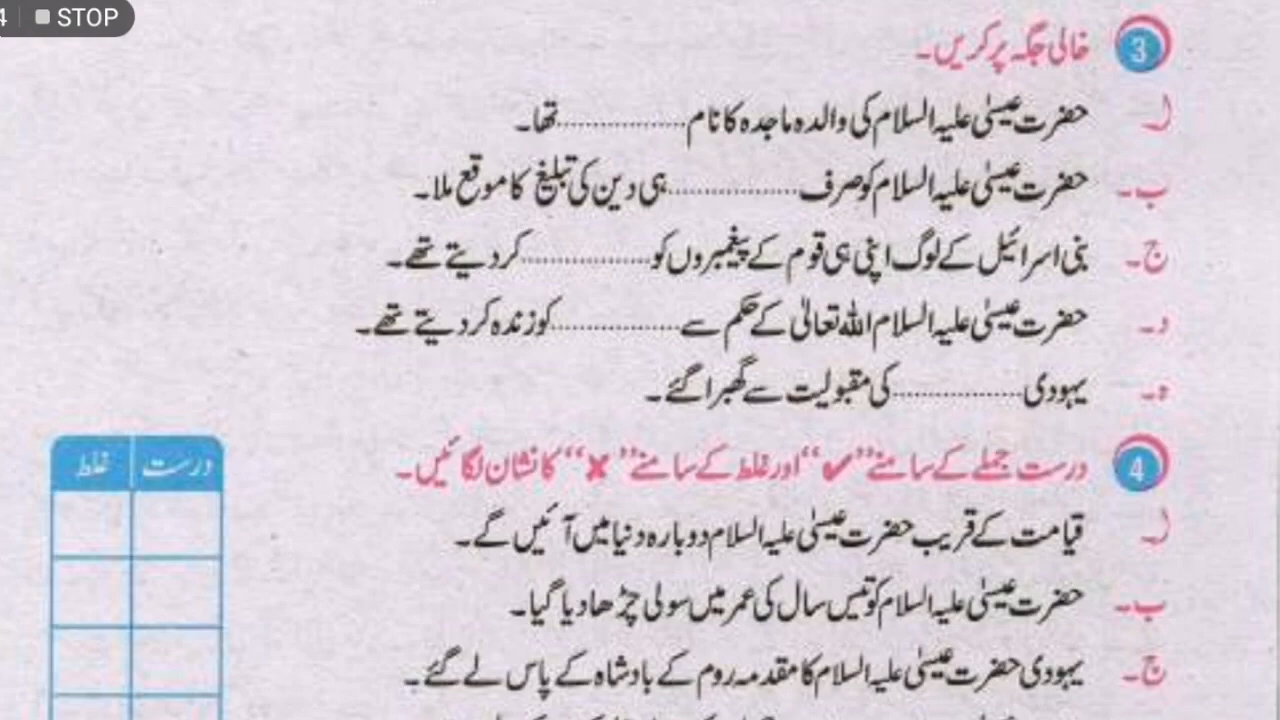 4 STOP
3 خالی جگہ پر کریں۔
ا۔ حضرت عیسیٰ علیہ السلام کی والدہ ماجدہ کا نام ................ تھا۔
ب۔ حضرت عیسیٰ علیہ السلام کو صرف ................ ہی دین کی تبلیغ کا موقع ملا۔
ج۔ بنی اسرائیل کے لوگ اپنی ہی قوم کے پیغمبروں کو ................ کر دیتے تھے۔
د۔ حضرت عیسیٰ علیہ السلام اللہ تعالیٰ کے حکم سے ................ کو زندہ کر دیتے تھے۔
ہ۔ یہودی ................ کی مقبولیت سے گھبرا گئے۔
4 درست جملے کے سامنے ”✔“ اور غلط کے سامنے ”✖“ کا نشان لگائیں۔
درست غلط
ا۔ قیامت کے قریب حضرت عیسیٰ علیہ السلام دوبارہ دنیا میں آئیں گے۔
ب۔ حضرت عیسیٰ علیہ السلام کو تیس سال کی عمر میں سولی چڑھا دیا گیا۔
ج۔ یہودی حضرت عیسیٰ علیہ السلام کا مقدمہ روم کے بادشاہ کے پاس لے گئے۔